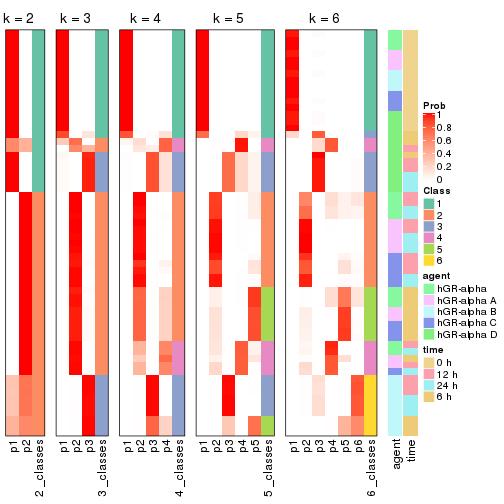 k = 2
k = 3
k = 4
k = 5
k = 6
p1
p2
2_classes
p1
p2
p3
3_classes
p1
p2
p3
p4
4_classes
p1
p2
p3
p4
p5
5_classes
p1
p2
p3
p4
p5
p6
6_classes
agent
time
Prob
1
0.8
0.6
0.4
0.2
0
Class
1
2
3
4
5
6
agent
hGR-alpha
hGR-alpha A
hGR-alpha B
hGR-alpha C
hGR-alpha D
time
0 h
12 h
24 h
6 h